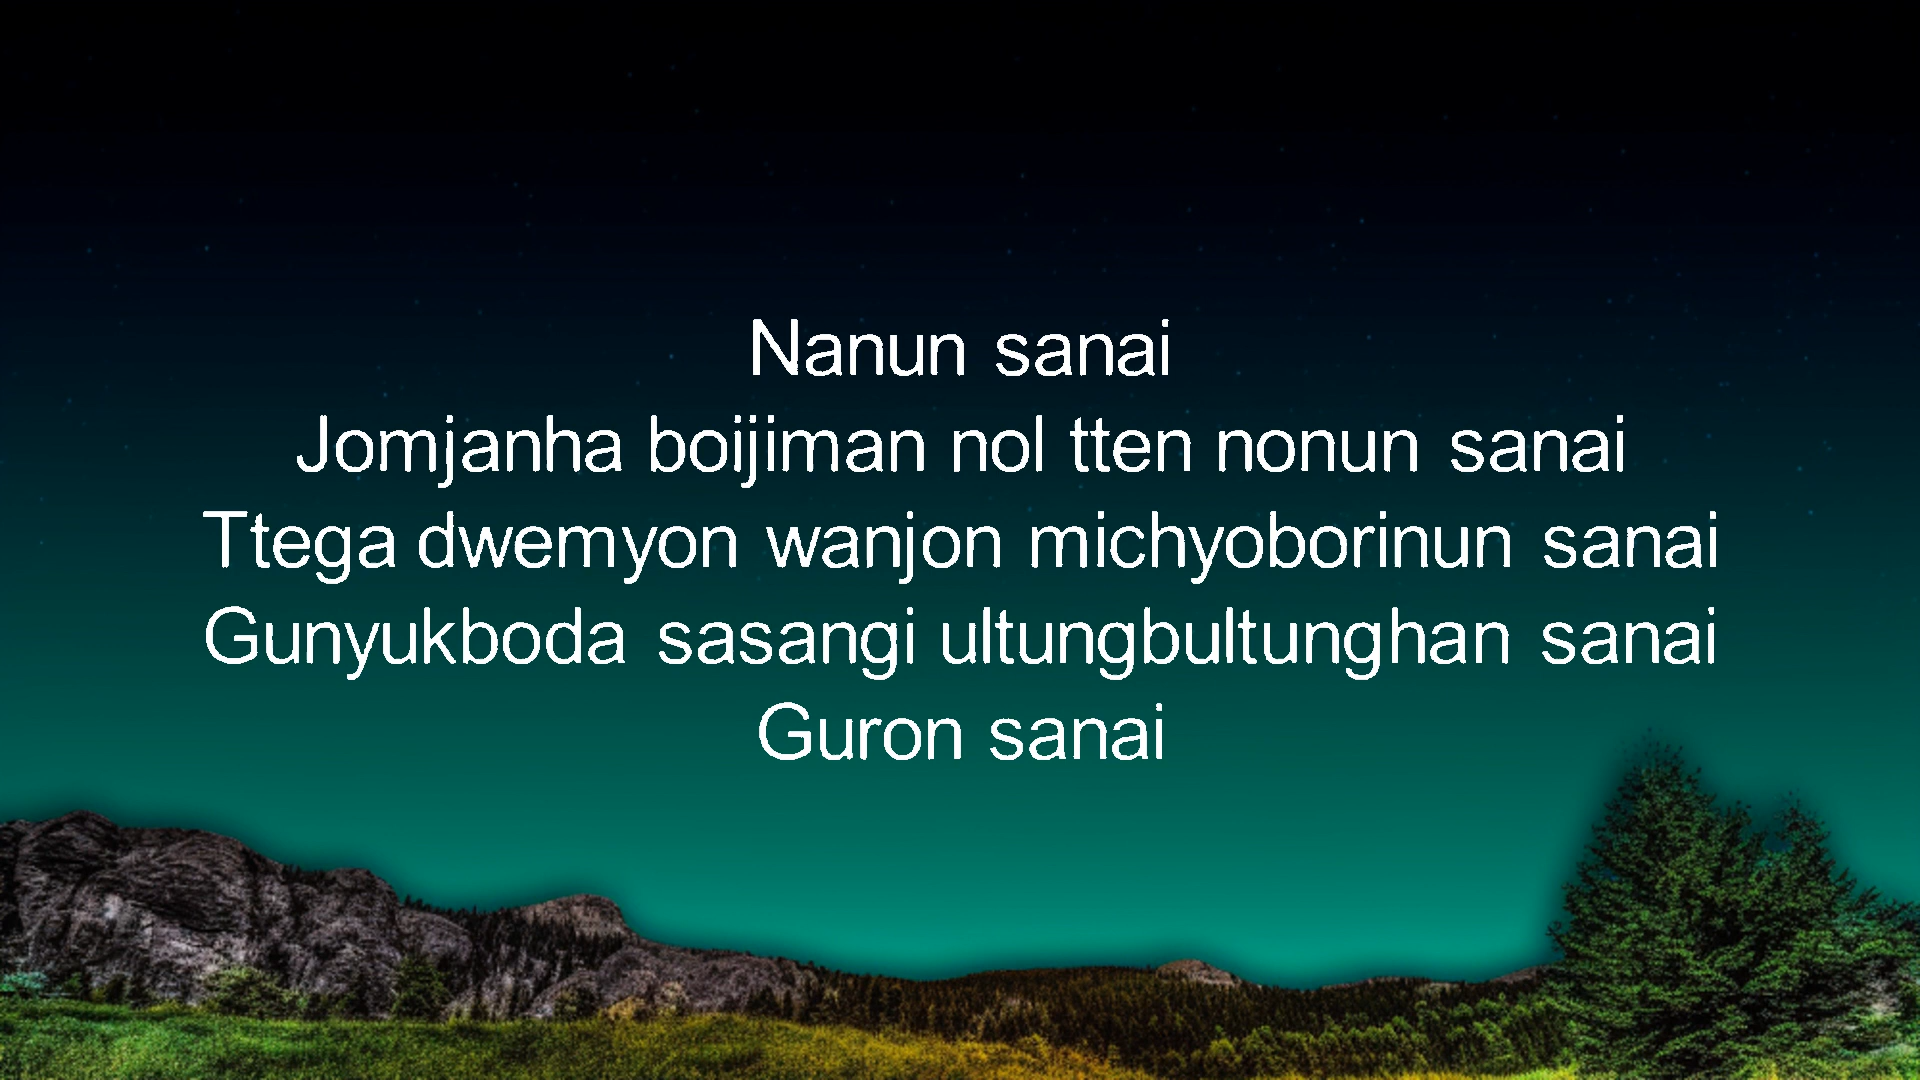 Nanun sanai
Jomjanha boijiman nol tten nonun sanai
Ttega dwemyon wanjon michyoborinun sanai
Gunyukboda sasangi ultungbultunghan sanai
Guron sanai